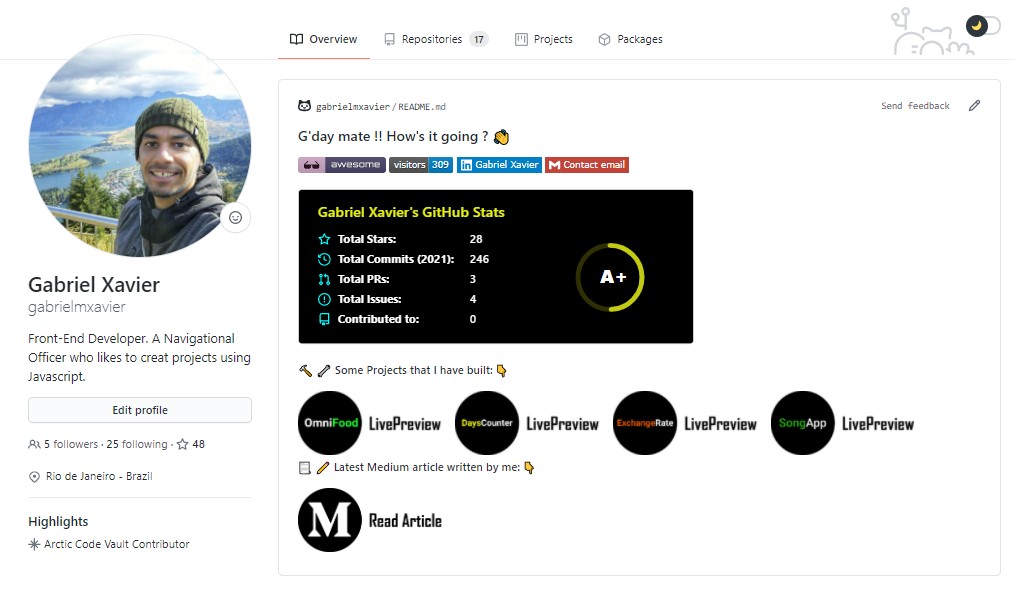 Overview
Repositories 17
Projects
Packages
gabrielmxavier / README.md
Send feedback
G'day mate !! How's it going ?
awesome
visitors 309
in Gabriel Xavier
Contact email
Gabriel Xavier's GitHub Stats
Total Stars: 28
Total Commits (2021): 246
Total PRs: 3
Total Issues: 4
Contributed to: 0
A+
Gabriel Xavier
gabrielmxavier
Front-End Developer. A Navigational
Officer who likes to creat projects using
Javascript.
Edit profile
5 followers · 25 following · 48
Rio de Janeiro - Brazil
Highlights
Arctic Code Vault Contributor
Some Projects that I have built:
OmniFood LivePreview
DaysCounter LivePreview
ExchangeRate LivePreview
SongApp LivePreview
Latest Medium article written by me:
M Read Article